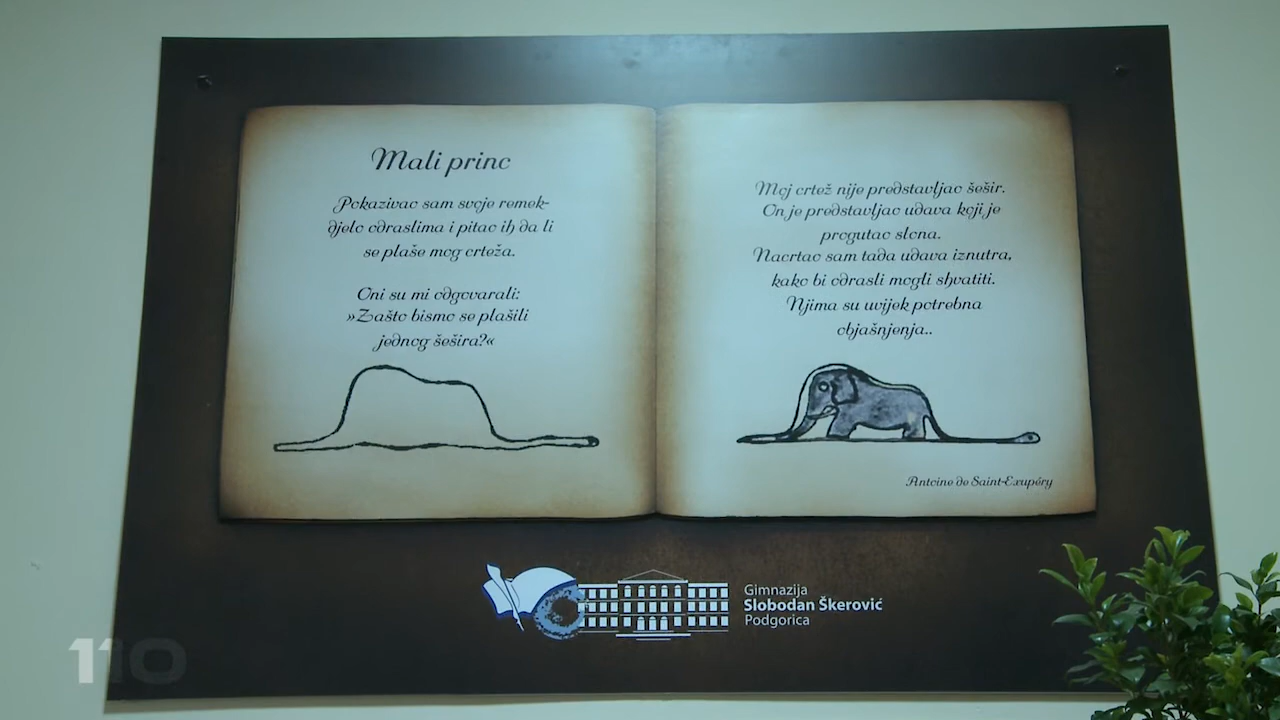 Mali princ
Pokazivao sam svoje remek-
djelo odraslima i pitao ih da li
se plaše mog crteža.
Oni su mi odgovarali:
»Zašto bismo se plašili
jednog šešira?«
Moj crtež nije predstavljao šešir.
On je predstavljao udava koji je
progutao slona.
Nacrtao sam tada udava iznutra,
kako bi odrasli mogli shvatiti.
Njima su uvijek potrebna
objašnjenja..
Antoine de Saint-Exupéry
Gimnazija
Slobodan Škerović
Podgorica
110